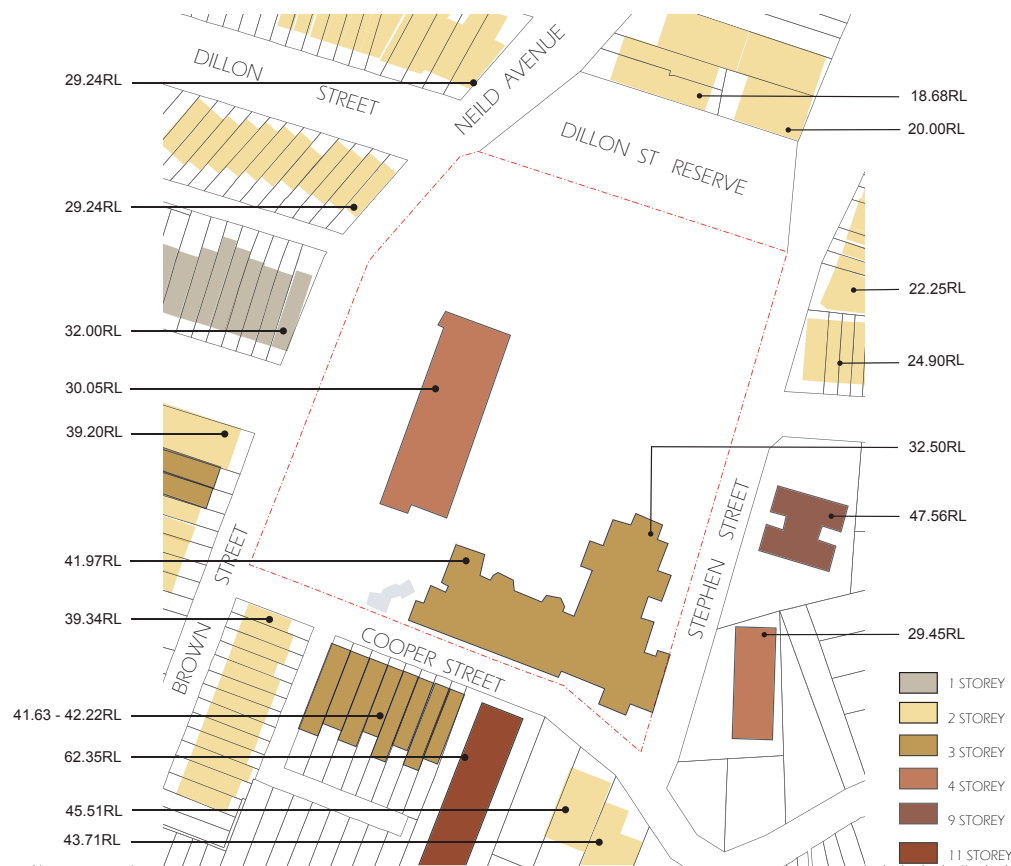 DILLON STREET
NEILD AVENUE
29.24RL
18.68RL
20.00RL
DILLON ST RESERVE
29.24RL
22.25RL
32.00RL
24.90RL
30.05RL
39.20RL
32.50RL
47.56RL
STEPHEN STREET
41.97RL
BROWN STREET
39.34RL
COOPER STREET
29.45RL
41.63 - 42.22RL
62.35RL
45.51RL
43.71RL
1 STOREY
2 STOREY
3 STOREY
4 STOREY
9 STOREY
11 STOREY